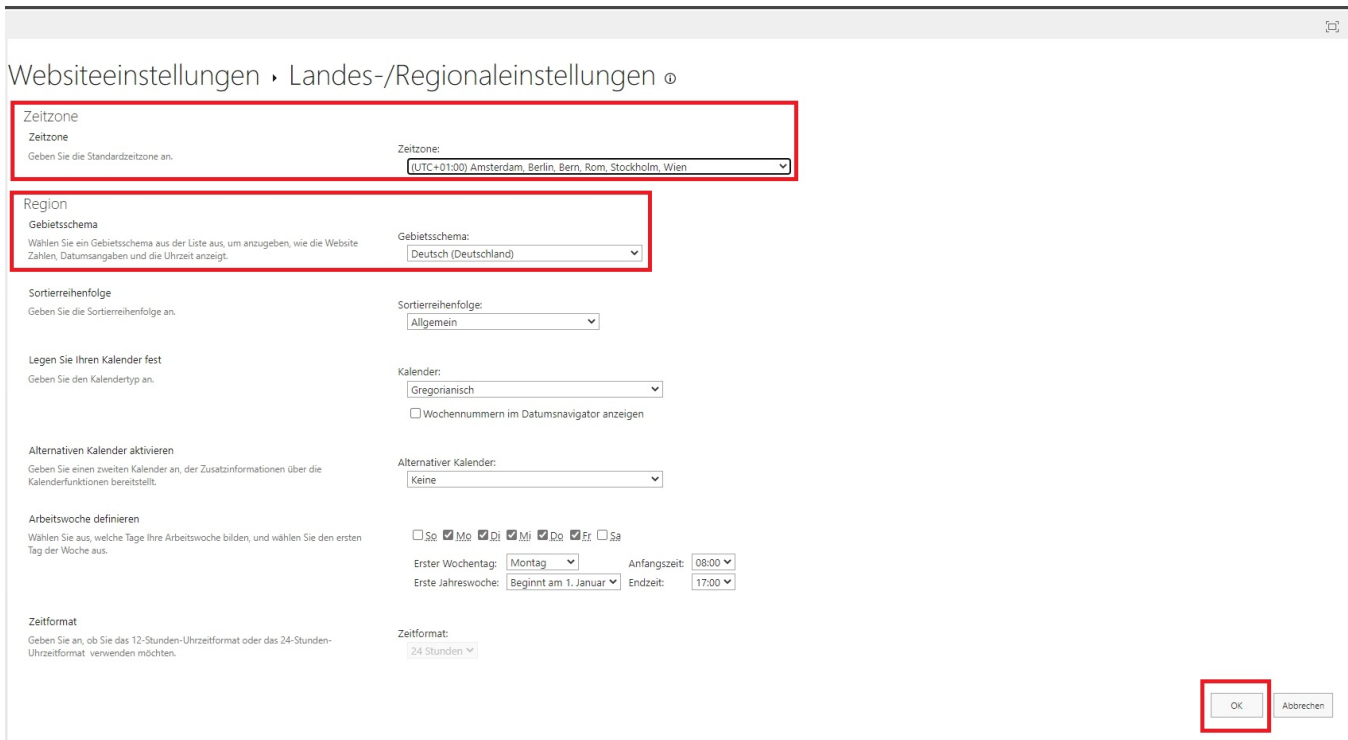 Websiteeinstellungen › Landes-/Regionaleinstellungen
Zeitzone
Zeitzone
Geben Sie die Standardzeitzone an.
Zeitzone:
(UTC+01:00) Amsterdam, Berlin, Bern, Rom, Stockholm, Wien
Region
Gebietsschema
Wählen Sie ein Gebietsschema aus der Liste aus, um anzugeben, wie die Website
Zahlen, Datumsangaben und die Uhrzeit anzeigt.
Gebietsschema:
Deutsch (Deutschland)
Sortierreihenfolge
Geben Sie die Sortierreihenfolge an.
Sortierreihenfolge:
Allgemein
Legen Sie Ihren Kalender fest
Geben Sie den Kalendertyp an.
Kalender:
Gregorianisch
Wochennummern im Datumsnavigator anzeigen
Alternativen Kalender aktivieren
Geben Sie einen zweiten Kalender an, der Zusatzinformationen über die
Kalenderfunktionen bereitstellt.
Alternativer Kalender:
Keine
Arbeitswoche definieren
Wählen Sie aus, welche Tage Ihre Arbeitswoche bilden, und wählen Sie den ersten
Tag der Woche aus.
So Mo Di Mi Do Fr Sa
Erster Wochentag: Montag Anfangszeit: 08:00
Erste Jahreswoche: Beginnt am 1. Januar Endzeit: 17:00
Zeitformat
Geben Sie an, ob Sie das 12-Stunden-Uhrzeitformat oder das 24-Stunden-
Uhrzeitformat verwenden möchten.
Zeitformat:
24 Stunden
OK Abbrechen